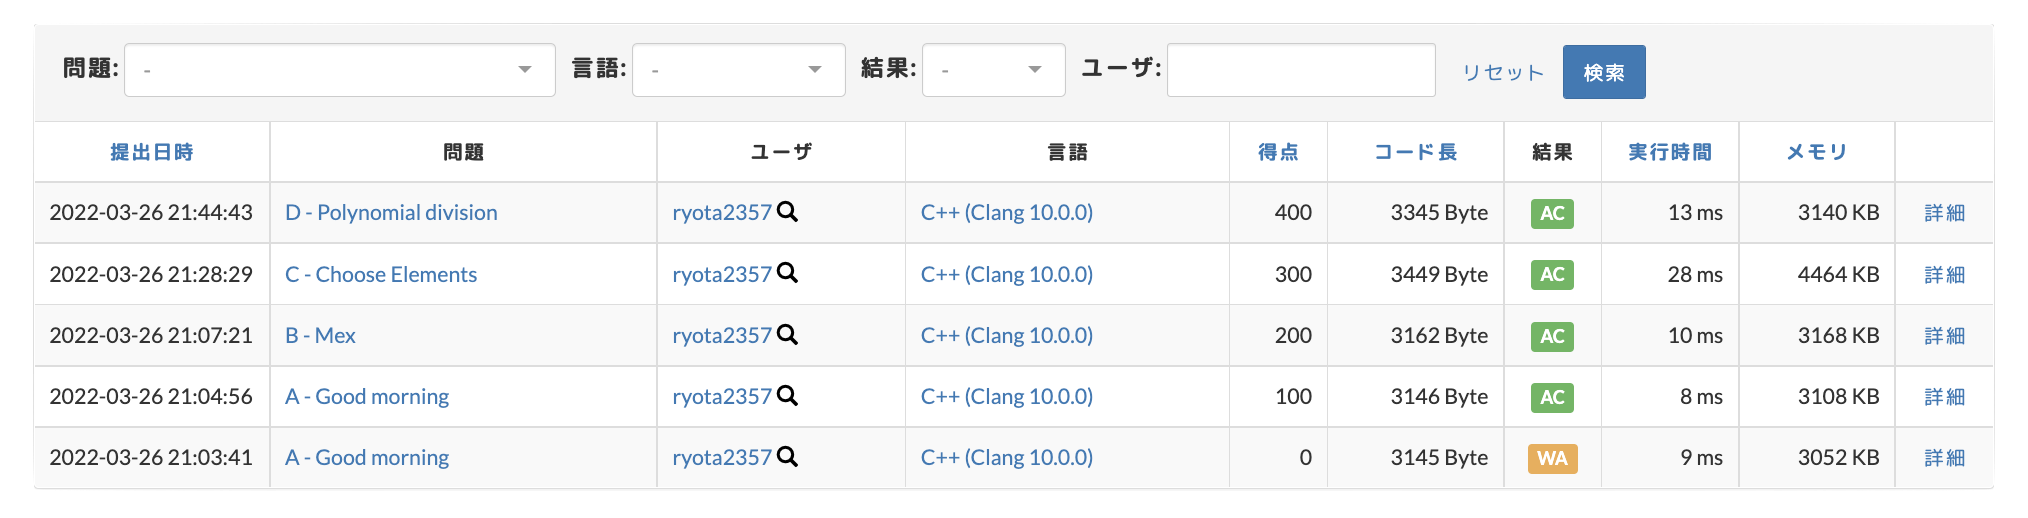 問題: - 言語: - 結果: - ユーザ: リセット 検索
提出日時 問題 ユーザ 言語 得点 コード長 結果 実行時間 メモリ
2022-03-26 21:44:43 D - Polynomial division ryota2357 C++ (Clang 10.0.0) 400 3345 Byte AC 13 ms 3140 KB 詳細
2022-03-26 21:28:29 C - Choose Elements ryota2357 C++ (Clang 10.0.0) 300 3449 Byte AC 28 ms 4464 KB 詳細
2022-03-26 21:07:21 B - Mex ryota2357 C++ (Clang 10.0.0) 200 3162 Byte AC 10 ms 3168 KB 詳細
2022-03-26 21:04:56 A - Good morning ryota2357 C++ (Clang 10.0.0) 100 3146 Byte AC 8 ms 3108 KB 詳細
2022-03-26 21:03:41 A - Good morning ryota2357 C++ (Clang 10.0.0) 0 3145 Byte WA 9 ms 3052 KB 詳細